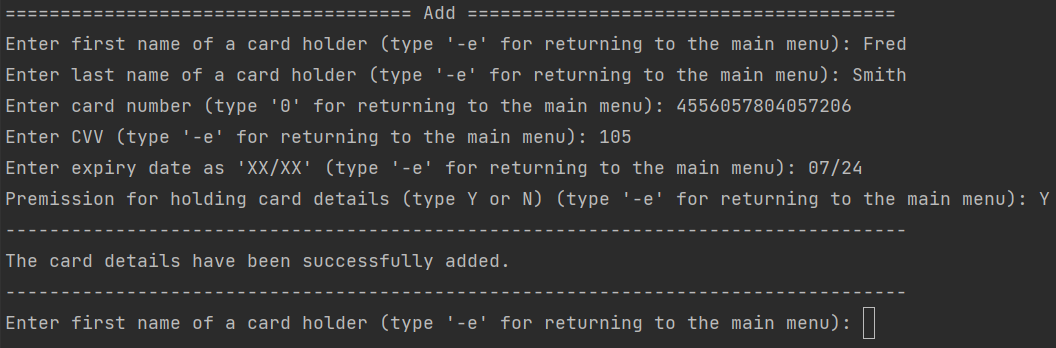 ===================================== Add =======================================
Enter first name of a card holder (type '-e' for returning to the main menu): Fred
Enter last name of a card holder (type '-e' for returning to the main menu): Smith
Enter card number (type '0' for returning to the main menu): 4556057804057206
Enter CVV (type '-e' for returning to the main menu): 105
Enter expiry date as 'XX/XX' (type '-e' for returning to the main menu): 07/24
Premission for holding card details (type Y or N) (type '-e' for returning to the main menu): Y
----------------------------------------------------------------------------------
The card details have been successfully added.
----------------------------------------------------------------------------------
Enter first name of a card holder (type '-e' for returning to the main menu):